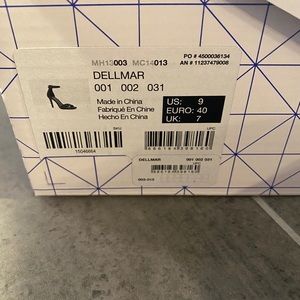 MH13003 MC14013
PO # 4500036134
AN # 11237479008
DELLMAR
001 002 031
Made in China
Fabriqué En Chine
Hecho En China
US: 9
EURO: 40
UK: 7
SKU
UPC
15046664
DELLMAR 001 002 031